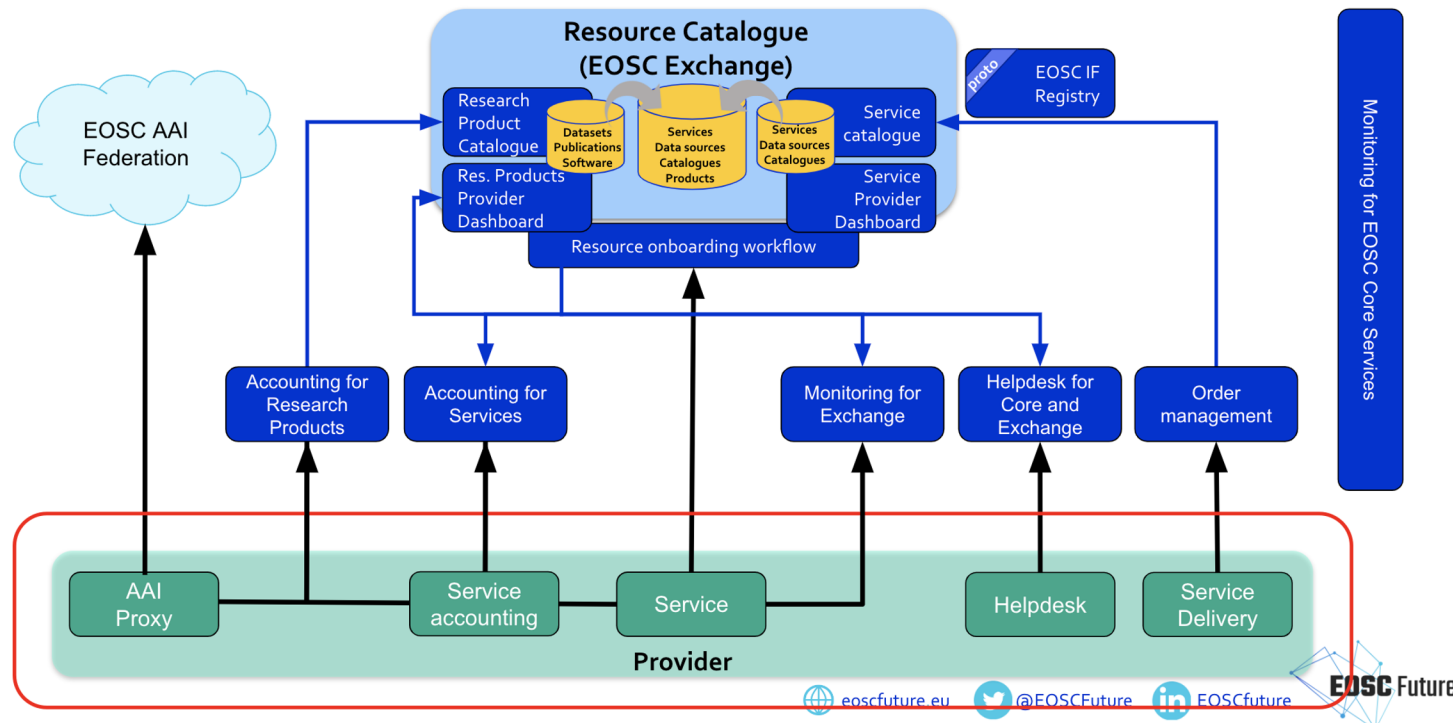 Resource Catalogue
(EOSC Exchange)
proto
EOSC IF
Registry
Monitoring for EOSC Core Services
EOSC AAI
Federation
Research
Product
Catalogue
Datasets
Publications
Software
Services
Data sources
Catalogues
Products
Services
Data sources
Catalogues
Service
catalogue
Res. Products
Provider
Dashboard
Service
Provider
Dashboard
Resource onboarding workflow
Accounting for
Research
Products
Accounting for
Services
Monitoring for
Exchange
Helpdesk for
Core and
Exchange
Order
management
AAI
Proxy
Service
accounting
Service
Helpdesk
Service
Delivery
Provider
eoscfuture.eu
@EOSCFuture
in
EOSCfuture
EOSC Future